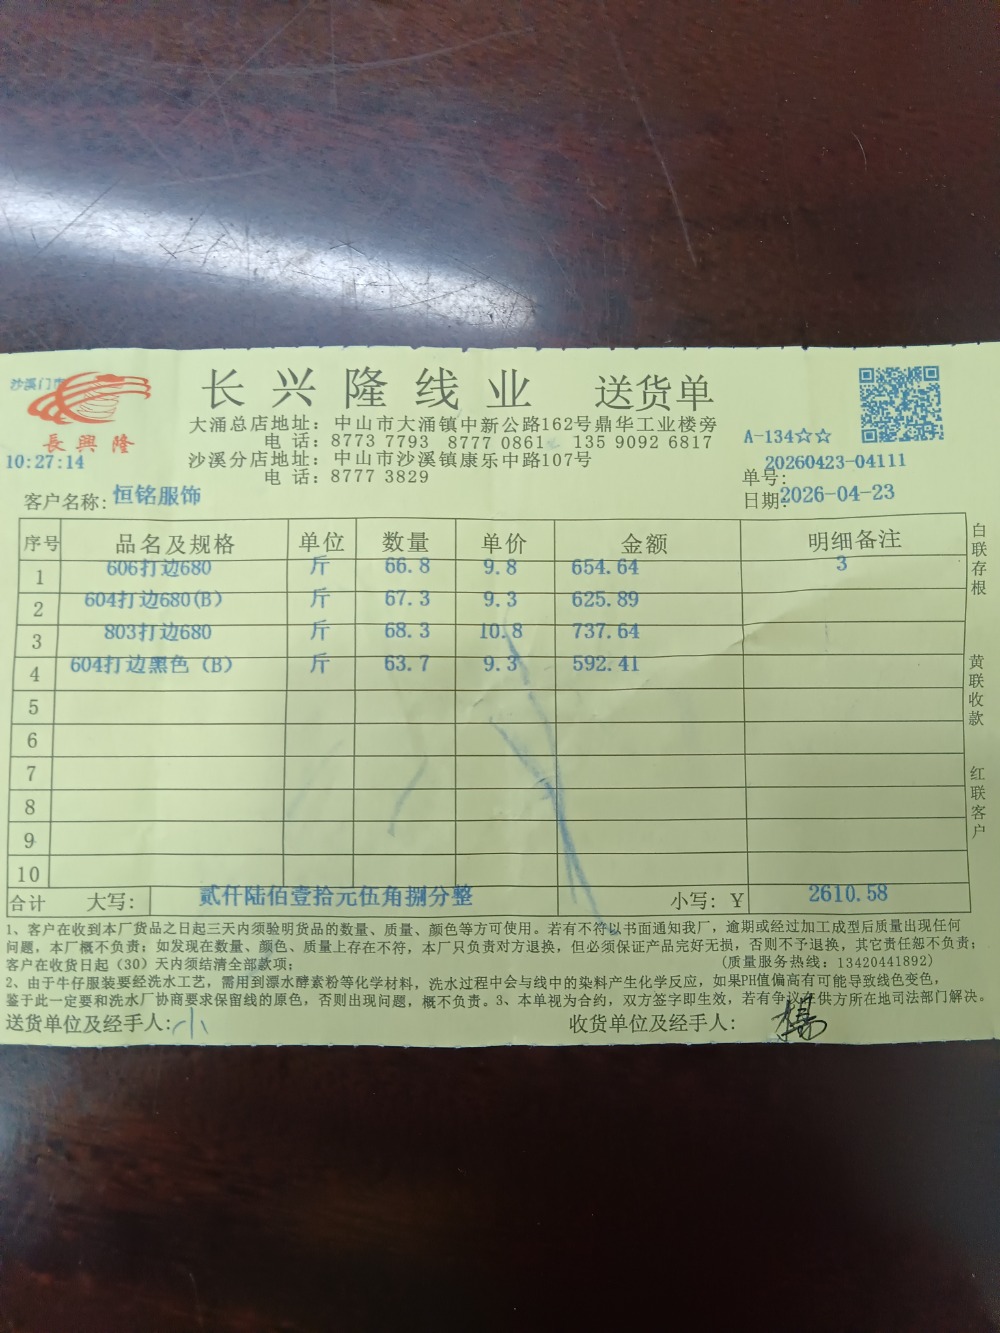 沙溪门市
長興隆
长兴隆线业 送货单
大涌总店地址：中山市大涌镇中新公路162号鼎华工业楼旁
电 话：8773 7793 8777 0861 135 9092 6817
A-134☆☆
沙溪分店地址：中山市沙溪镇康乐中路107号
电 话：8777 3829
10:27:14
单号：20260423-04111
客户名称：恒铭服饰
日期：2026-04-23
序号 品名及规格 单位 数量 单价 金额 明细备注
1 606打边680 斤 66.8 9.8 654.64 3
2 604打边680(B) 斤 67.3 9.3 625.89
3 803打边680 斤 68.3 10.8 737.64
4 604打边黑色 (B) 斤 63.7 9.3 592.41
5
6
7
8
9
10
合计 大写：贰仟陆佰壹拾元伍角捌分整 小写：Y 2610.58
白联存根
黄联收款
红联客户
1、客户在收到本厂货品之日起三天内须验明货品的数量、质量、颜色等方可使用。若有不符以书面通知我厂，逾期或经过加工成型后质量出现任何
问题，本厂概不负责；如发现在数量、颜色、质量上存在不符，本厂只负责对方退换，但必须保证产品完好无损，否则不予退换，其它责任恕不负责；
客户在收货日起（30）天内须结清全部款项； （质量服务热线：13420441892）
2、由于牛仔服装要经洗水工艺，需用到漂水酵素粉等化学材料，洗水过程中会与线中的染料产生化学反应，如果PH值偏高有可能导致线色变色，
鉴于此一定要和洗水厂协商要求保留线的原色，否则出现问题，概不负责。3、本单视为合约，双方签字即生效，若有争议在供方所在地司法部门解决。
送货单位及经手人：小 收货单位及经手人：楊